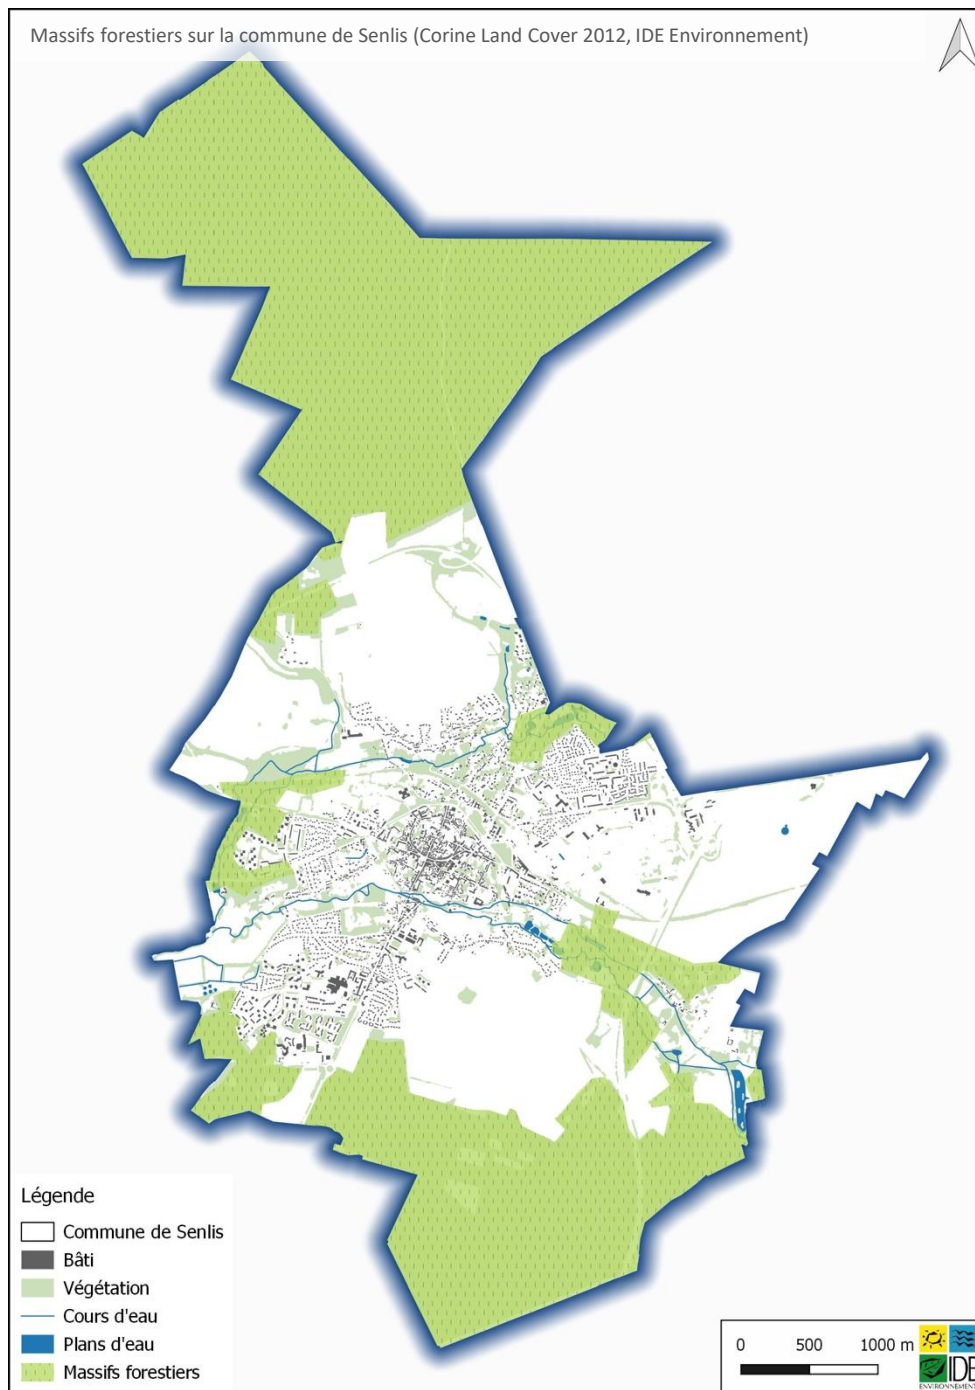 Massifs forestiers sur la commune de Senlis (Corine Land Cover 2012, IDE Environnement)
Légende
Commune de Senlis
Bâti
Végétation
Cours d'eau
Plans d'eau
Massifs forestiers
0 500 1000 m
IDE
ENVIRONNEMENT